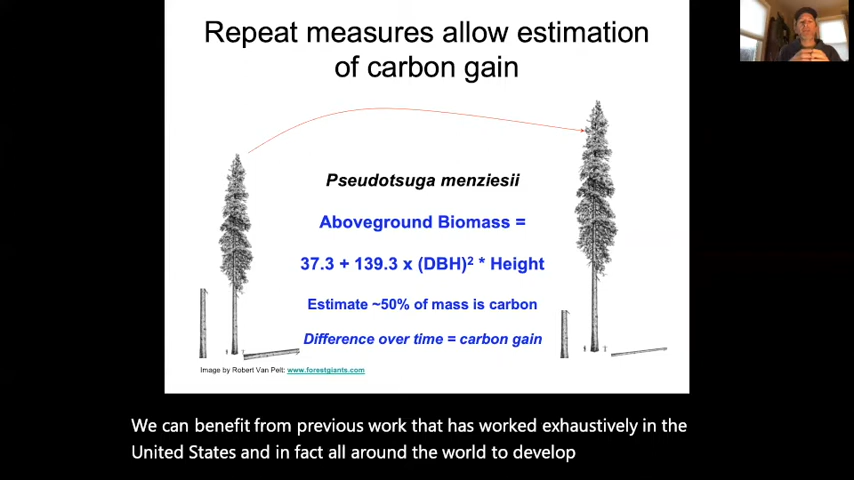 Repeat measures allow estimation
of carbon gain
Pseudotsuga menziesii
Aboveground Biomass =
37.3 + 139.3 x (DBH)² * Height
Estimate ~50% of mass is carbon
Difference over time = carbon gain
Image by Robert Van Pelt: www.forestgiants.com
We can benefit from previous work that has worked exhaustively in the
United States and in fact all around the world to develop